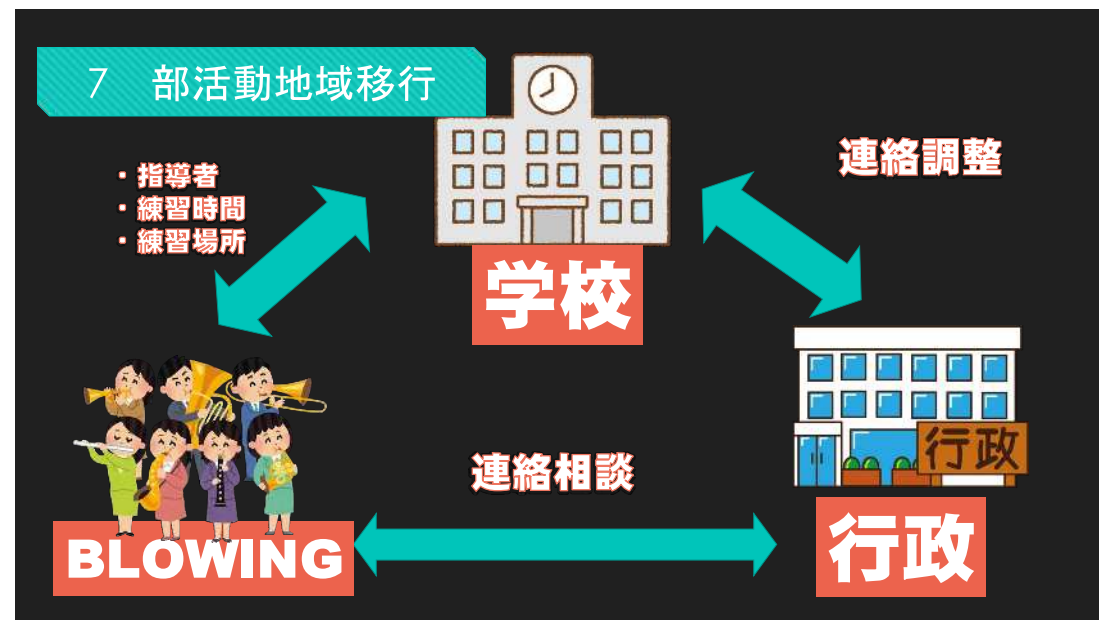 7 部活動地域移行
・指導者
・練習時間
・練習場所
連絡調整
学校
行政
連絡相談
BLOWING
行政